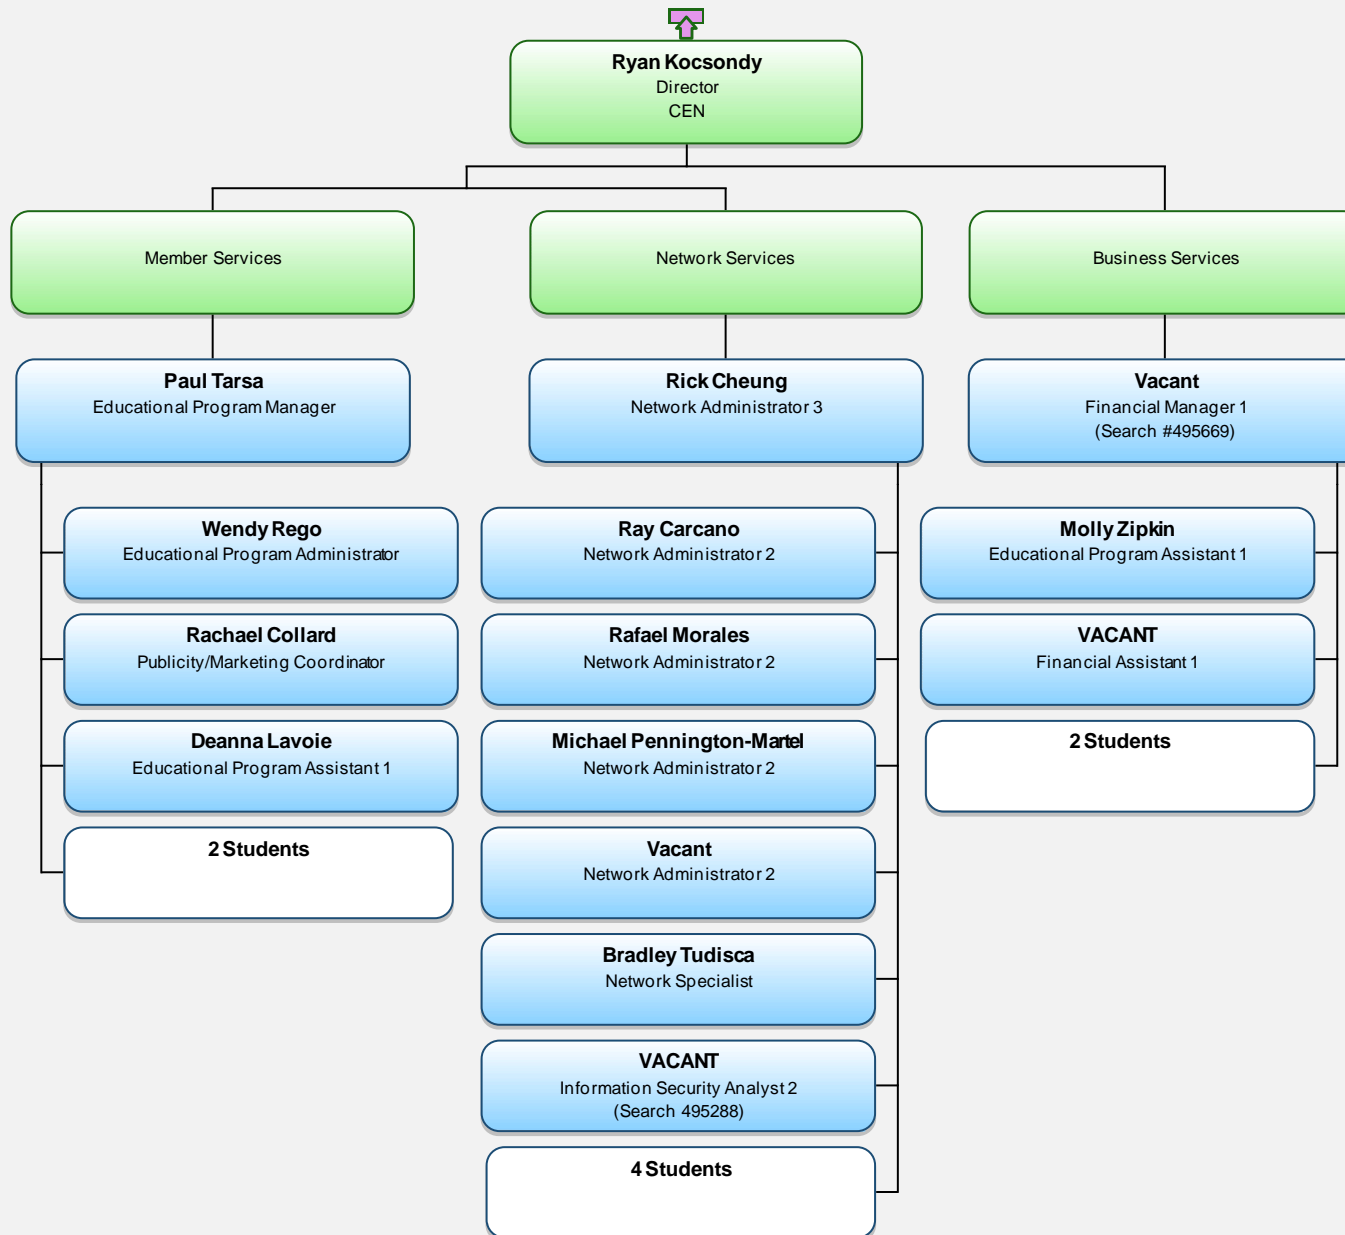 Ryan Kocsondy
Director
CEN
Member Services
Network Services
Business Services
Paul Tarsa
Educational Program Manager
Rick Cheung
Network Administrator 3
Vacant
Financial Manager 1
(Search #495669)
Wendy Rego
Educational Program Administrator
Rachael Collard
Publicity/Marketing Coordinator
Deanna Lavoie
Educational Program Assistant 1
2 Students
Ray Carcano
Network Administrator 2
Rafael Morales
Network Administrator 2
Michael Pennington-Martel
Network Administrator 2
Vacant
Network Administrator 2
Bradley Tudisca
Network Specialist
VACANT
Information Security Analyst 2
(Search 495288)
4 Students
Molly Zipkin
Educational Program Assistant 1
VACANT
Financial Assistant 1
2 Students